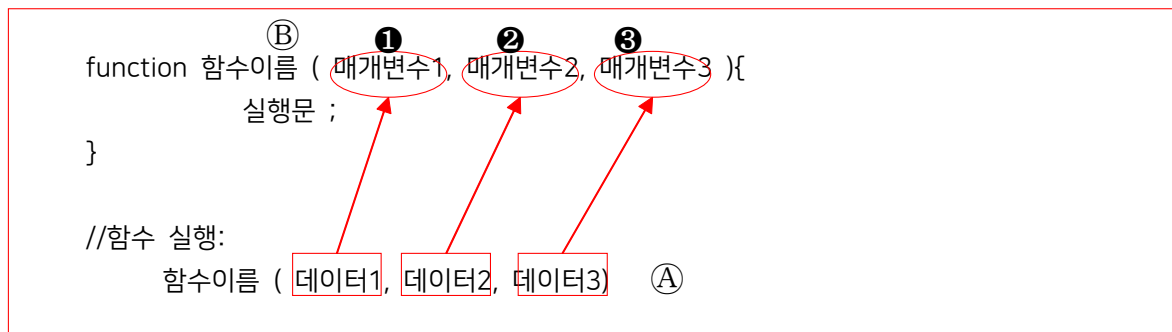 Ⓑ ❶ ❷ ❸
function 함수이름 ( 매개변수1, 매개변수2, 매개변수3 ){
실행문 ;
}
//함수 실행:
함수이름 ( 데이터1, 데이터2, 데이터3) Ⓐ